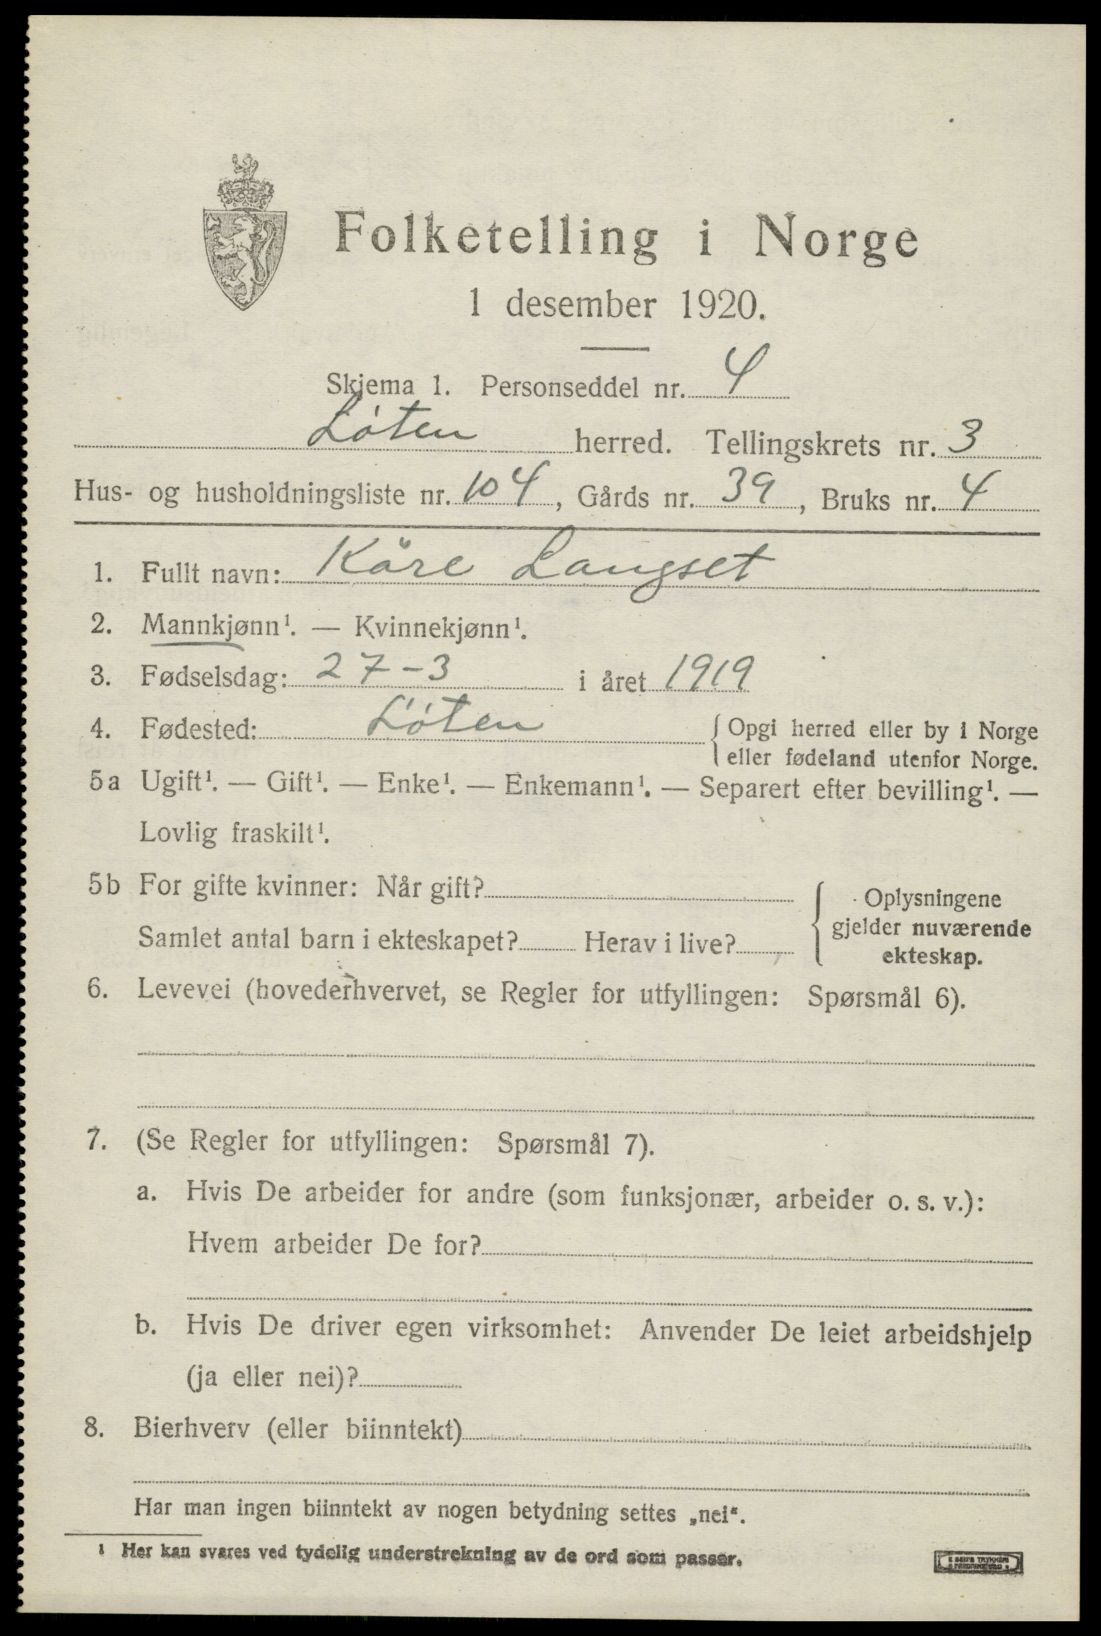 Folketelling i Norge
1 desember 1920.
Skjema 1. Personseddel nr. 4
Löten herred. Tellingskrets nr. 3
Hus- og husholdningsliste nr. 104, Gårds nr. 39, Bruks nr. 4
1. Fullt navn: Kåre Langset
2. Mannkjønn¹. — Kvinnekjønn¹.
3. Fødselsdag: 27-3 i året 1919
4. Fødested: Löten { Opgi herred eller by i Norge
eller fødeland utenfor Norge.
5a Ugift¹. — Gift¹. — Enke¹. — Enkemann¹. — Separert efter bevilling¹. —
Lovlig fraskilt¹.
5b For gifte kvinner: Når gift?
Samlet antal barn i ekteskapet? Herav i live?
{ Oplysningene
gjelder nuværende
ekteskap.
6. Levevei (hovederhvervet, se Regler for utfyllingen: Spørsmål 6).
7. (Se Regler for utfyllingen: Spørsmål 7).
a. Hvis De arbeider for andre (som funksjonær, arbeider o. s. v.):
Hvem arbeider De for?
b. Hvis De driver egen virksomhet: Anvender De leiet arbeidshjelp
(ja eller nei)?
8. Bierhverv (eller biinntekt)
Har man ingen biinntekt av nogen betydning settes „nei“.
¹ Her kan svares ved tydelig understrekning av de ord som passer.